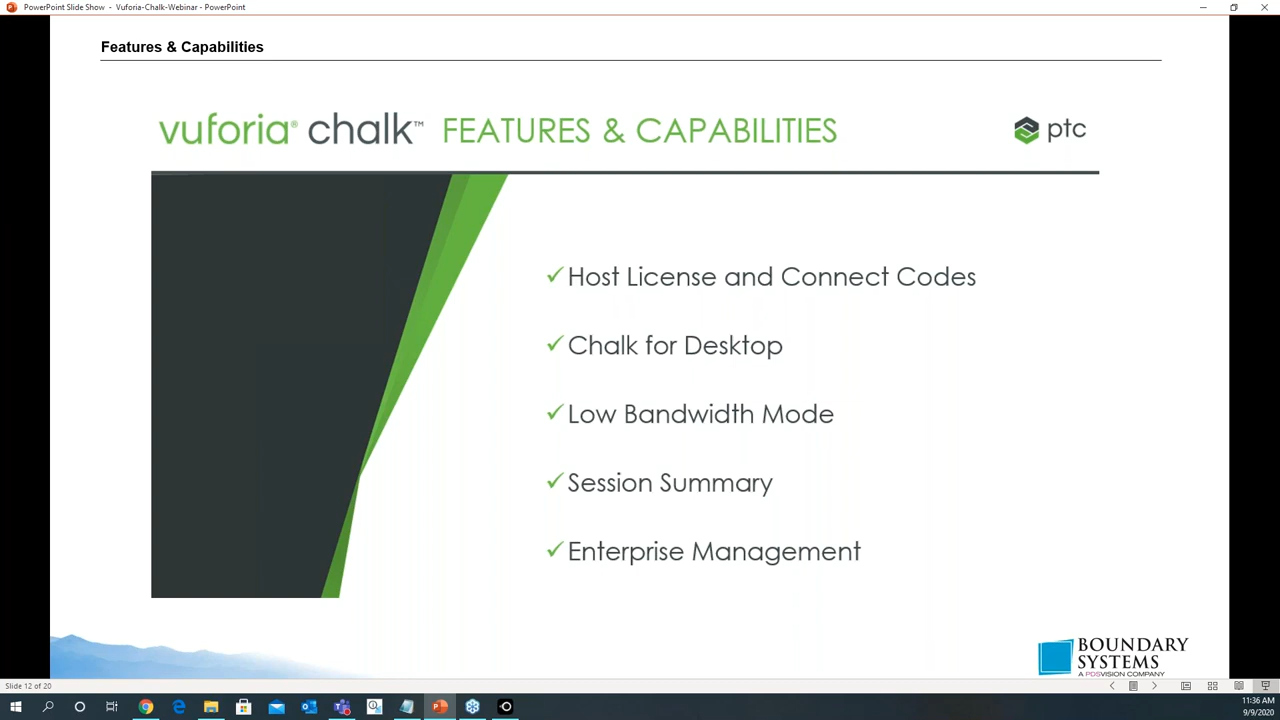 PowerPoint Slide Show - Vuforia-Chalk-Webinar - PowerPoint
Features & Capabilities
vuforia® chalk™ FEATURES & CAPABILITIES
ptc
✓Host License and Connect Codes
✓Chalk for Desktop
✓Low Bandwidth Mode
✓Session Summary
✓Enterprise Management
BOUNDARY
SYSTEMS
A PDSVISION COMPANY
Slide 12 of 20
11:36 AM
9/9/2020